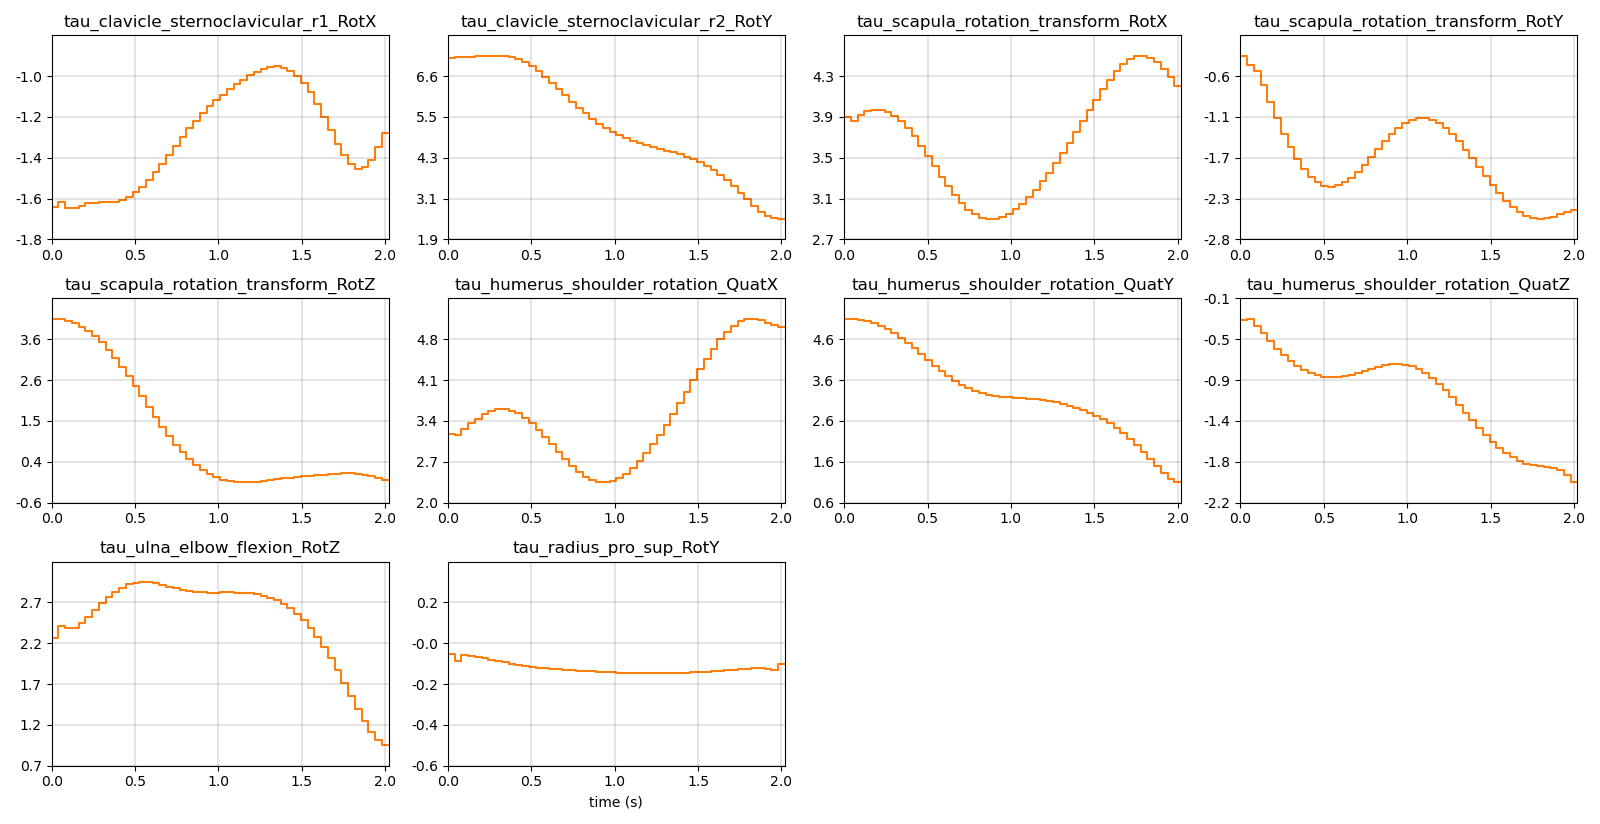 tau_clavicle_sternoclavicular_r1_RotX
-1.0
-1.2
-1.4
-1.6
-1.8
0.0 0.5 1.0 1.5 2.0
tau_clavicle_sternoclavicular_r2_RotY
6.6
5.5
4.3
3.1
1.9
0.0 0.5 1.0 1.5 2.0
tau_scapula_rotation_transform_RotX
4.3
3.9
3.5
3.1
2.7
0.0 0.5 1.0 1.5 2.0
tau_scapula_rotation_transform_RotY
-0.6
-1.1
-1.7
-2.3
-2.8
0.0 0.5 1.0 1.5 2.0
tau_scapula_rotation_transform_RotZ
3.6
2.6
1.5
0.4
-0.6
0.0 0.5 1.0 1.5 2.0
tau_humerus_shoulder_rotation_QuatX
4.8
4.1
3.4
2.7
2.0
0.0 0.5 1.0 1.5 2.0
tau_humerus_shoulder_rotation_QuatY
4.6
3.6
2.6
1.6
0.6
0.0 0.5 1.0 1.5 2.0
tau_humerus_shoulder_rotation_QuatZ
-0.1
-0.5
-0.9
-1.4
-1.8
-2.2
0.0 0.5 1.0 1.5 2.0
tau_ulna_elbow_flexion_RotZ
2.7
2.2
1.7
1.2
0.7
0.0 0.5 1.0 1.5 2.0
tau_radius_pro_sup_RotY
0.2
-0.0
-0.2
-0.4
-0.6
0.0 0.5 1.0 1.5 2.0
time (s)